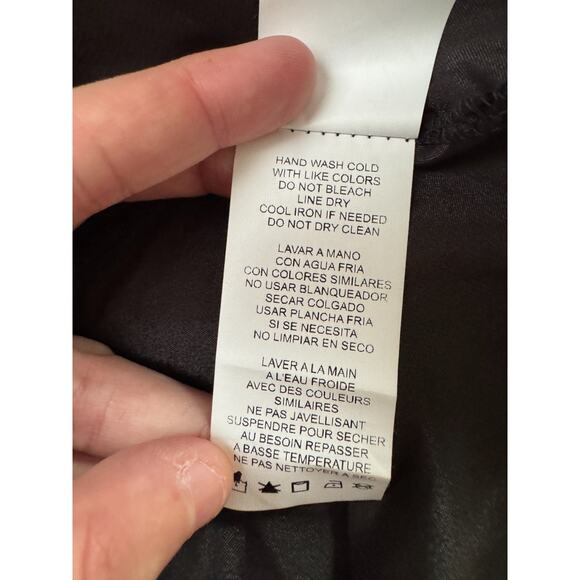 HAND WASH COLD
WITH LIKE COLORS
DO NOT BLEACH
LINE DRY
COOL IRON IF NEEDED
DO NOT DRY CLEAN
LAVAR A MANO
CON AGUA FRIA
CON COLORES SIMILARES
NO USAR BLANQUEADOR
SECAR COLGADO
USAR PLANCHA FRIA
SI SE NECESITA
NO LIMPIAR EN SECO
LAVER A LA MAIN
A L'EAU FROIDE
AVEC DES COULEURS
SIMILAIRES
NE PAS JAVELLISANT
SUSPENDRE POUR SECHER
AU BESOIN REPASSER
A BASSE TEMPERATURE
NE PAS NETTOYER A SEC